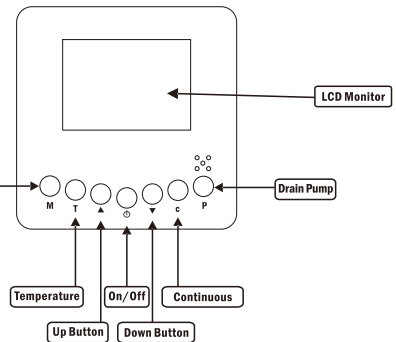 LCD Monitor
M
T
c
P
Drain Pump
Temperature
On/Off
Continuous
Up Button
Down Button